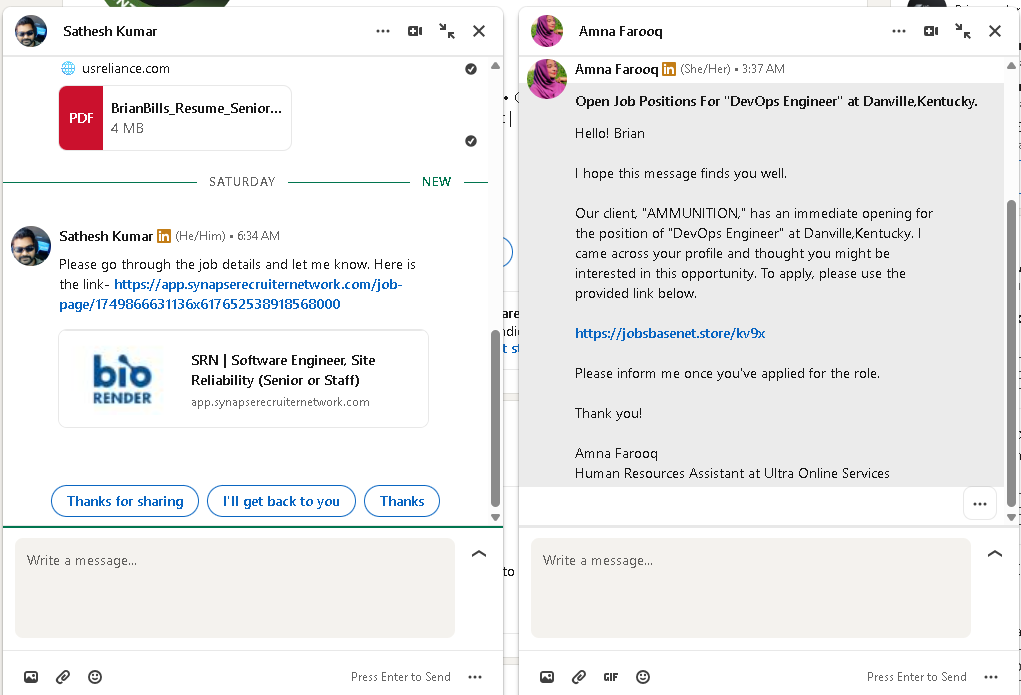 Sathesh Kumar
usreliance.com
PDF
BrianBills_Resume_Senior...
4 MB
SATURDAY
NEW
Sathesh Kumar in (He/Him) • 6:34 AM
Please go through the job details and let me know. Here is
the link- https://app.synapserecruiternetwork.com/job-
page/1749866631136x617652538918568000
bio
RENDER
SRN | Software Engineer, Site
Reliability (Senior or Staff)
app.synapserecruiternetwork.com
Thanks for sharing
I'll get back to you
Thanks
Write a message...
Press Enter to Send
to
Amna Farooq
Amna Farooq in (She/Her) • 3:37 AM
Open Job Positions For "DevOps Engineer" at Danville,Kentucky.
Hello! Brian
I hope this message finds you well.
Our client, "AMMUNITION," has an immediate opening for
the position of "DevOps Engineer" at Danville,Kentucky. I
came across your profile and thought you might be
interested in this opportunity. To apply, please use the
provided link below.
https://jobsbasenet.store/kv9x
Please inform me once you've applied for the role.
Thank you!
Amna Farooq
Human Resources Assistant at Ultra Online Services
Write a message...
GIF
Press Enter to Send